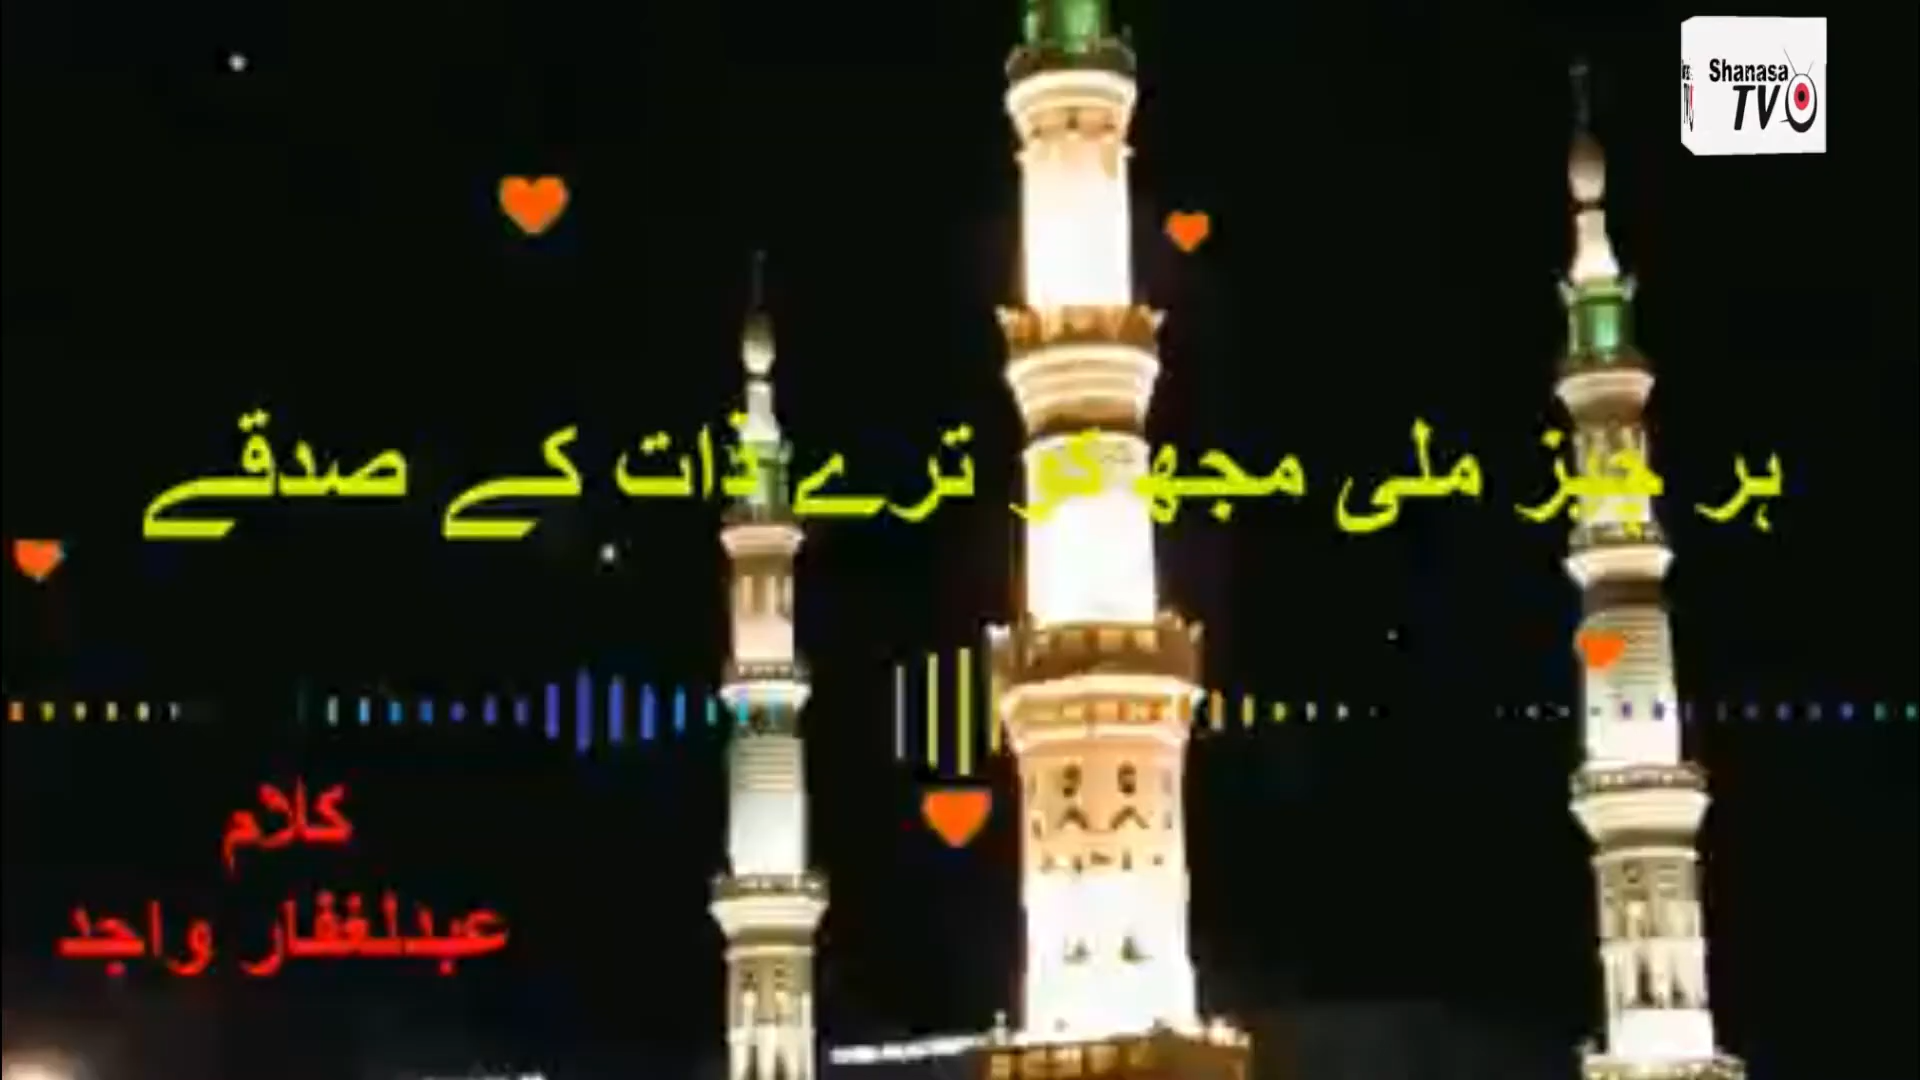 Shanasa
TV
ہر چیز ملی مجھ کو ترے ذات کے صدقے
کلام
عبدلغفار واجد